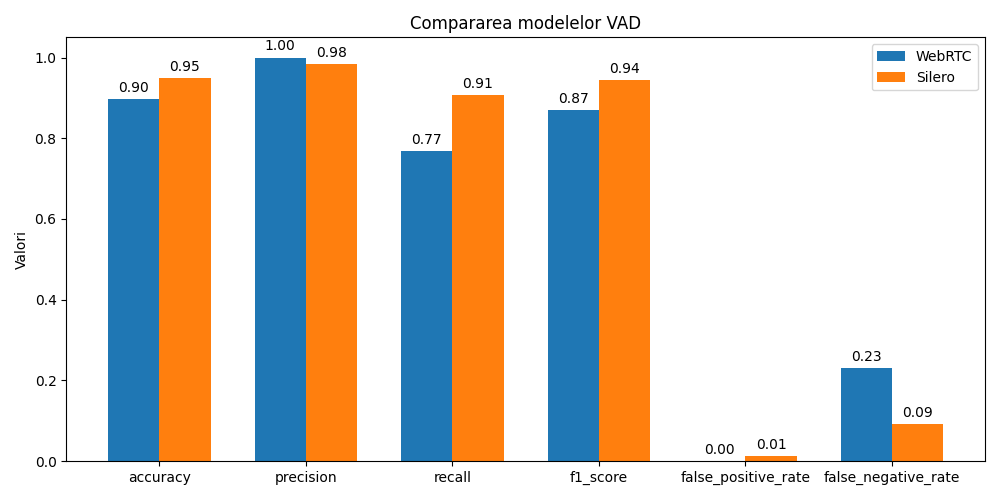 Compararea modelelor VAD
WebRTC
Silero
Valori
1.0
0.8
0.6
0.4
0.2
0.0
0.90
0.95
1.00
0.98
0.77
0.91
0.87
0.94
0.00
0.01
0.23
0.09
accuracy
precision
recall
f1_score
false_positive_rate
false_negative_rate